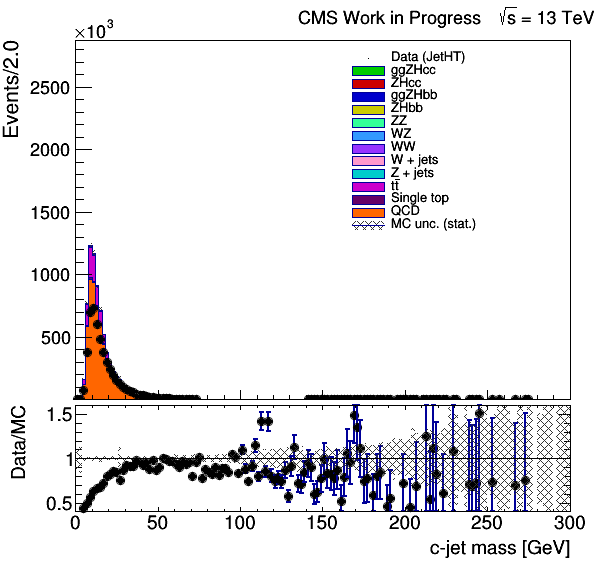 CMS Work in Progress √s = 13 TeV
×10³
Events/2.0
2500
2000
1500
1000
500
Data (JetHT)
ggZHcc
ZHcc
ggZHbb
ZHbb
ZZ
WZ
WW
W + jets
Z + jets
tt̄
Single top
QCD
MC unc. (stat.)
Data/MC
1.5
1
0.5
0 50 100 150 200 250 300
c-jet mass [GeV]